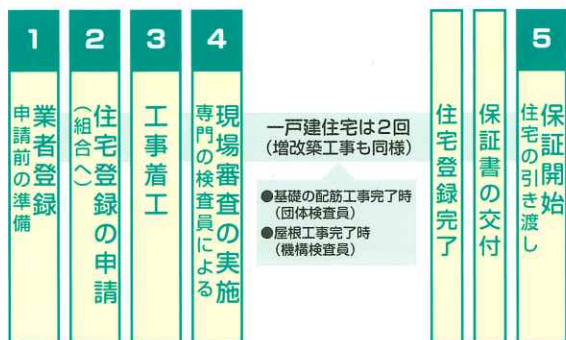 1
業者登録
申請前の準備
2
住宅登録の申請
(組合へ)
3
工事着工
4
現場審査の実施
専門の検査員による
一戸建住宅は2回
(増改築工事も同様)
●基礎の配筋工事完了時
(団体検査員)
●屋根工事完了時
(機構検査員)
住宅登録完了
保証書の交付
5
保証開始
住宅の引き渡し